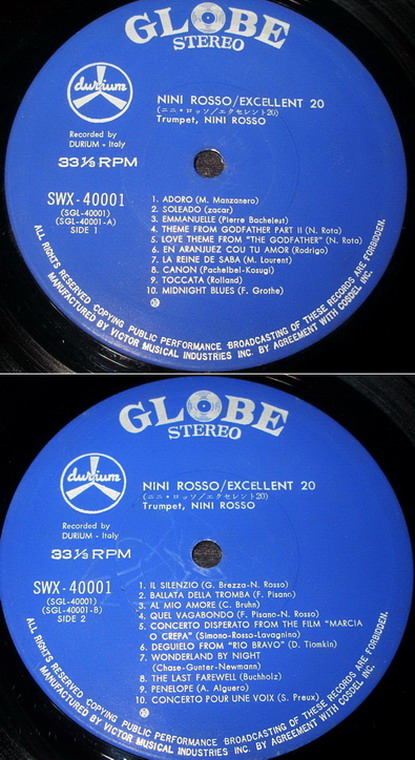 GLOBE
STEREO
durium
NINI ROSSO/EXCELLENT 20
(ニニ・ロッソ/エクセレント20)
Trumpet, NINI ROSSO
Recorded by
DURIUM - Italy
33 1/3 RPM
SWX-40001
(SGL-40001)
(SGL-40001-A)
SIDE 1
1. ADORO (M. Manzanero)
2. SOLEADO (zacar)
3. EMMANUELLE (Pierre Bachelest)
4. THEME FROM GODFATHER PART II (N. Rota)
5. LOVE THEME FROM "THE GODFATHER" (N. Rota)
6. EN ARANJUEZ COU TU AMOR (Rodrigo)
7. LA REINE DE SABA (M. Laurent)
8. CANON (Pachelbel-Kosugi)
9. TOCCATA (Rolland)
10. MIDNIGHT BLUES (F. Grothe)
ALL RIGHTS RESERVED COPYING PUBLIC PERFORMANCE BROADCASTING OF THESE RECORDS ARE FORBIDDEN.
MANUFACTURED BY VICTOR MUSICAL INDUSTRIES INC. BY AGREEMENT WITH COSDEL INC.
GLOBE
STEREO
durium
NINI ROSSO/EXCELLENT 20
(ニニ・ロッソ/エクセレント20)
Trumpet, NINI ROSSO
Recorded by
DURIUM - Italy
33 1/3 RPM
SWX-40001
(SGL-40001)
(SGL-40001-B)
SIDE 2
1. IL SILENZIO (G. Brezza-N. Rosso)
2. BALLATA DELLA TROMBA (F. Pisano)
3. AL MIO AMORE (C. Bruhn)
4. QUEL VAGABONDO (F. Pisano-N. Rosso)
5. CONCERTO DISPERATO FROM THE FILM "MARCIA
O CREPA" (Simono-Rosso-Lavagnino)
6. DEGUIELO FROM "RIO BRAVO" (D. Tiomkin)
7. WONDERLAND BY NIGHT
(Chase-Gunter-Newmann)
8. THE LAST FAREWELL (Buchholz)
9. PENELOPE (A. Alguero)
10. CONCERTO POUR UNE VOIX (S. Preux)
ALL RIGHTS RESERVED COPYING PUBLIC PERFORMANCE BROADCASTING OF THESE RECORDS ARE FORBIDDEN.
MANUFACTURED BY VICTOR MUSICAL INDUSTRIES INC. BY AGREEMENT WITH COSDEL INC.